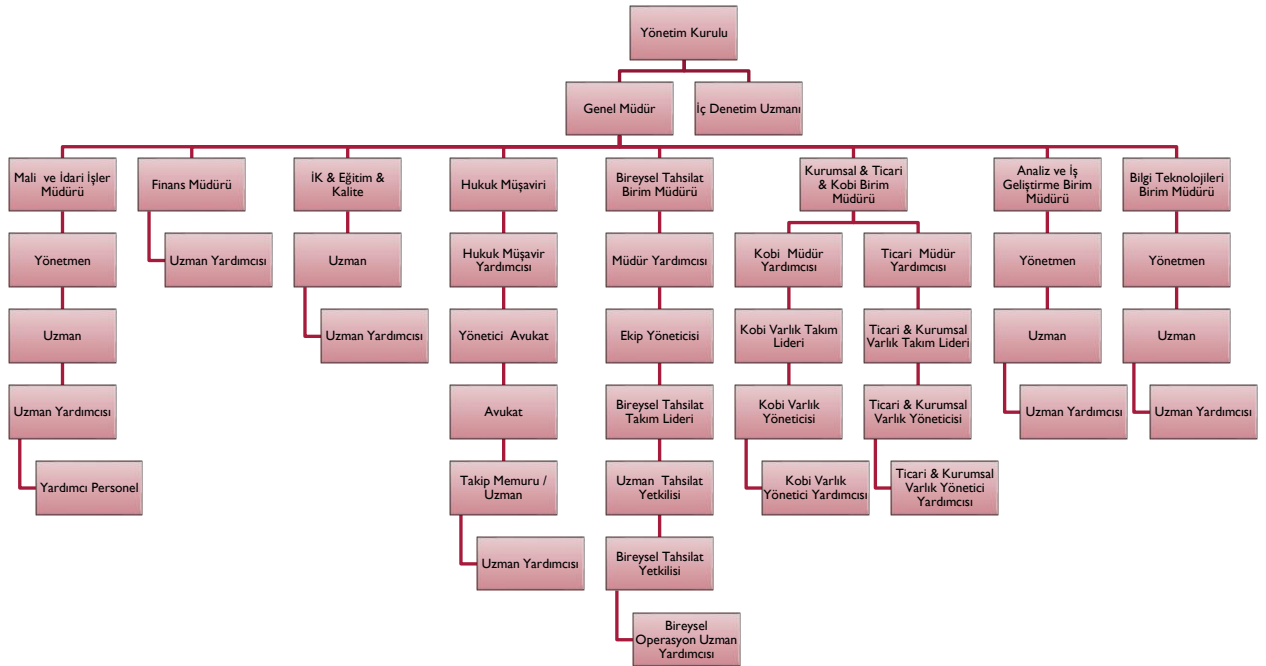 Yönetim Kurulu
Genel Müdür
İç Denetim Uzmanı
Mali ve İdari İşler
Müdürü
Finans Müdürü
İK & Eğitim &
Kalite
Hukuk Müşaviri
Bireysel Tahsilat
Birim Müdürü
Kurumsal & Ticari
& Kobi Birim
Müdürü
Analiz ve İş
Geliştirme Birim
Müdürü
Bilgi Teknolojileri
Birim Müdürü
Yönetmen
Uzman Yardımcısı
Uzman
Hukuk Müşavir
Yardımcısı
Müdür Yardımcısı
Kobi Müdür
Yardımcısı
Ticari Müdür
Yardımcısı
Yönetmen
Yönetmen
Uzman
Uzman Yardımcısı
Yönetici Avukat
Ekip Yöneticisi
Kobi Varlık Takım
Lideri
Ticari & Kurumsal
Varlık Takım Lideri
Uzman
Uzman
Uzman Yardımcısı
Avukat
Bireysel Tahsilat
Takım Lideri
Kobi Varlık
Yöneticisi
Ticari & Kurumsal
Varlık Yöneticisi
Uzman Yardımcısı
Uzman Yardımcısı
Yardımcı Personel
Takip Memuru /
Uzman
Uzman Tahsilat
Yetkilisi
Kobi Varlık
Yönetici Yardımcısı
Ticari & Kurumsal
Varlık Yönetici
Yardımcısı
Uzman Yardımcısı
Bireysel Tahsilat
Yetkilisi
Bireysel
Operasyon Uzman
Yardımcısı